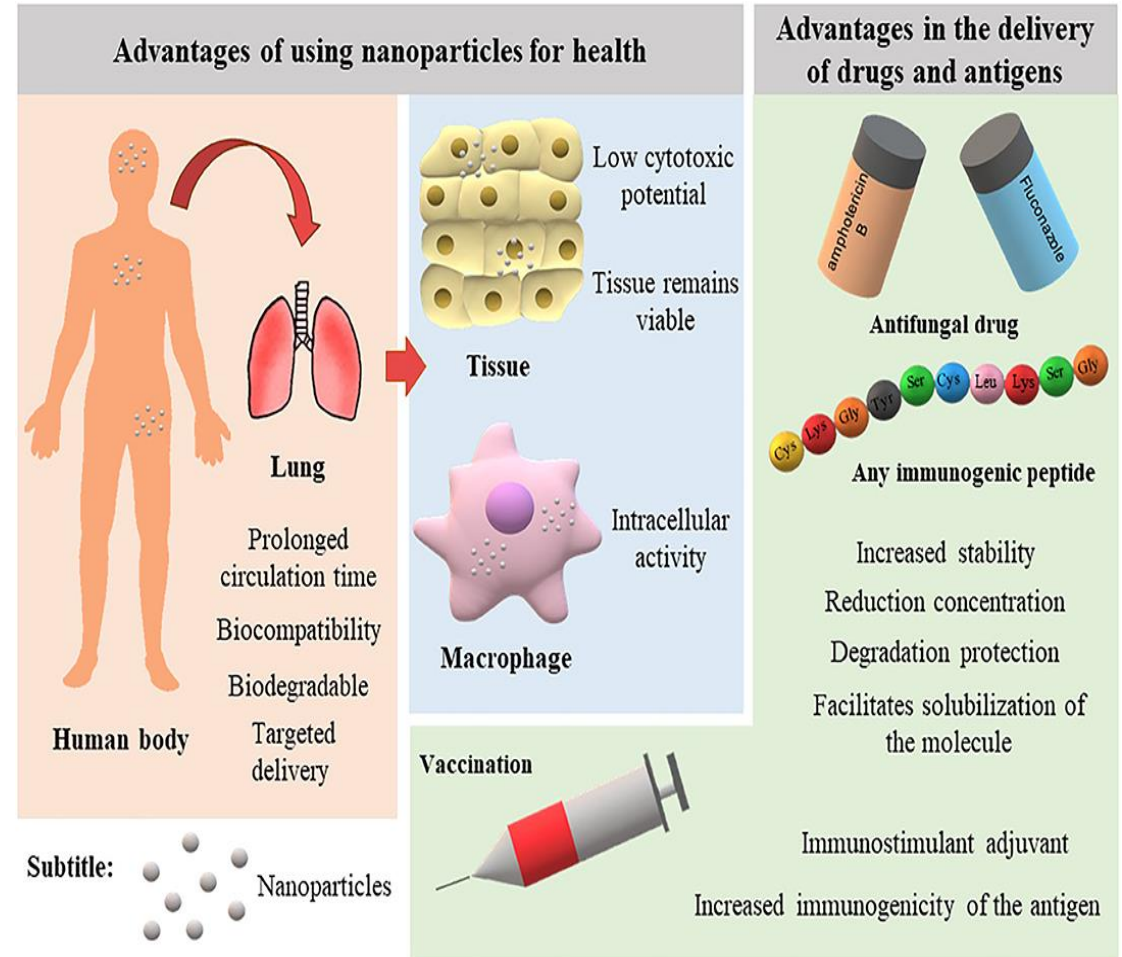 Advantages of using nanoparticles for health
Advantages in the delivery
of drugs and antigens
Lung
Prolonged
circulation time
Biocompatibility
Biodegradable
Targeted
delivery
Human body
Low cytotoxic
potential
Tissue remains
viable
Tissue
Intracellular
activity
Macrophage
amphotericin
B
Fluconazole
Antifungal drug
Cys Lys Gly Tyr Ser Cys Leu Lys Ser Gly
Any immunogenic peptide
Increased stability
Reduction concentration
Degradation protection
Facilitates solubilization of
the molecule
Vaccination
Immunostimulant adjuvant
Increased immunogenicity of the antigen
Subtitle:
Nanoparticles